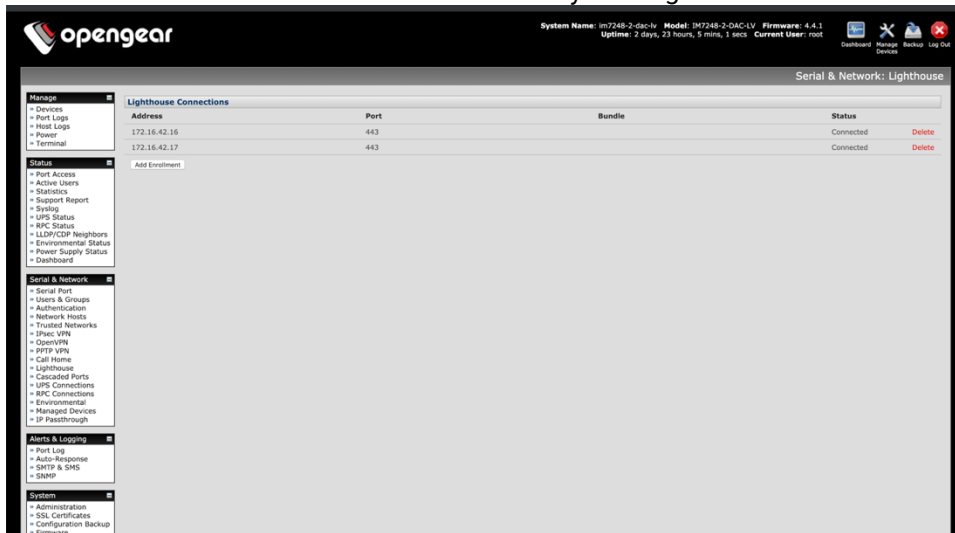 opengear
System Name: im7248-2-dac-lv Model: IM7248-2-DAC-LV Firmware: 4.4.1
Uptime: 2 days, 23 hours, 5 mins, 1 secs Current User: root
Dashboard Manage Devices Backup Log Out
Serial & Network: Lighthouse
Manage
Devices
Port Logs
Host Logs
Power
Terminal
Status
Port Access
Active Users
Statistics
Support Report
Syslog
UPS Status
RPC Status
LLDP/CDP Neighbors
Environmental Status
Power Supply Status
Dashboard
Serial & Network
Serial Port
Users & Groups
Authentication
Network Hosts
Trusted Networks
IPsec VPN
OpenVPN
PPTP VPN
Call Home
Lighthouse
Cascaded Ports
UPS Connections
RPC Connections
Environmental
Managed Devices
IP Passthrough
Alerts & Logging
Port Log
Auto-Response
SMTP & SMS
SNMP
System
Administration
SSL Certificates
Configuration Backup
Firmware
Lighthouse Connections
Address Port Bundle Status
172.16.42.16 443 Connected Delete
172.16.42.17 443 Connected Delete
Add Enrollment